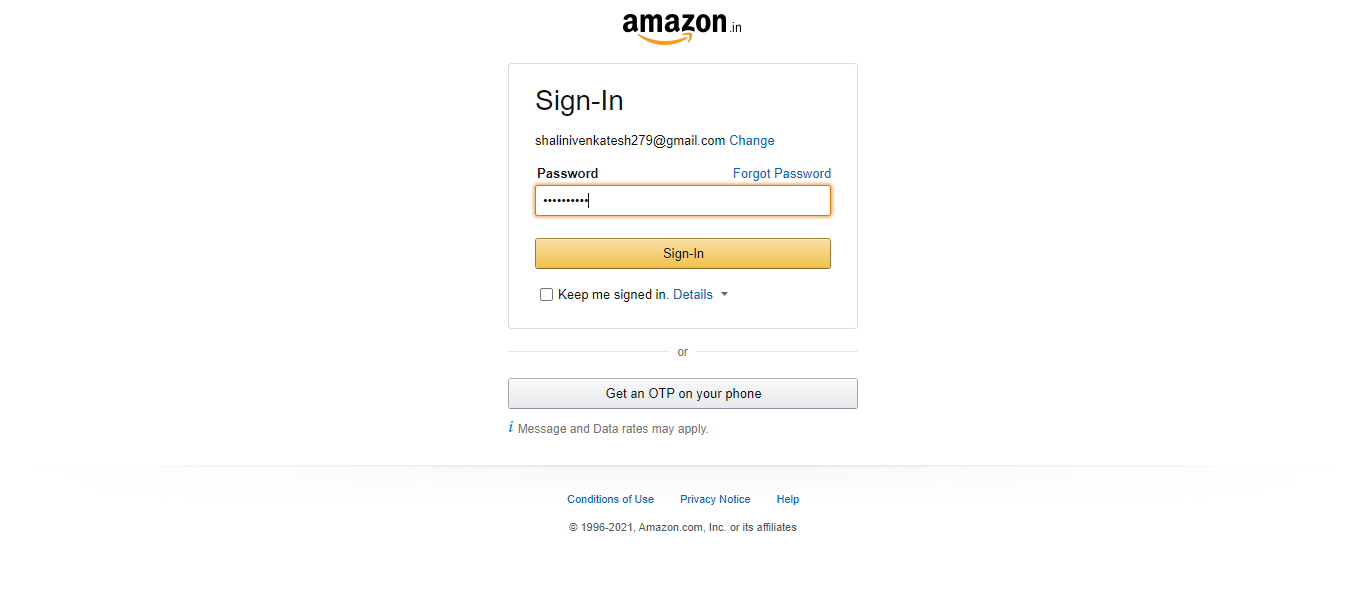 amazon.in
Sign-In
shalinivenkatesh279@gmail.com Change
Password Forgot Password
••••••••••
Sign-In
Keep me signed in. Details
or
Get an OTP on your phone
i Message and Data rates may apply.
Conditions of Use Privacy Notice Help
© 1996-2021, Amazon.com, Inc. or its affiliates